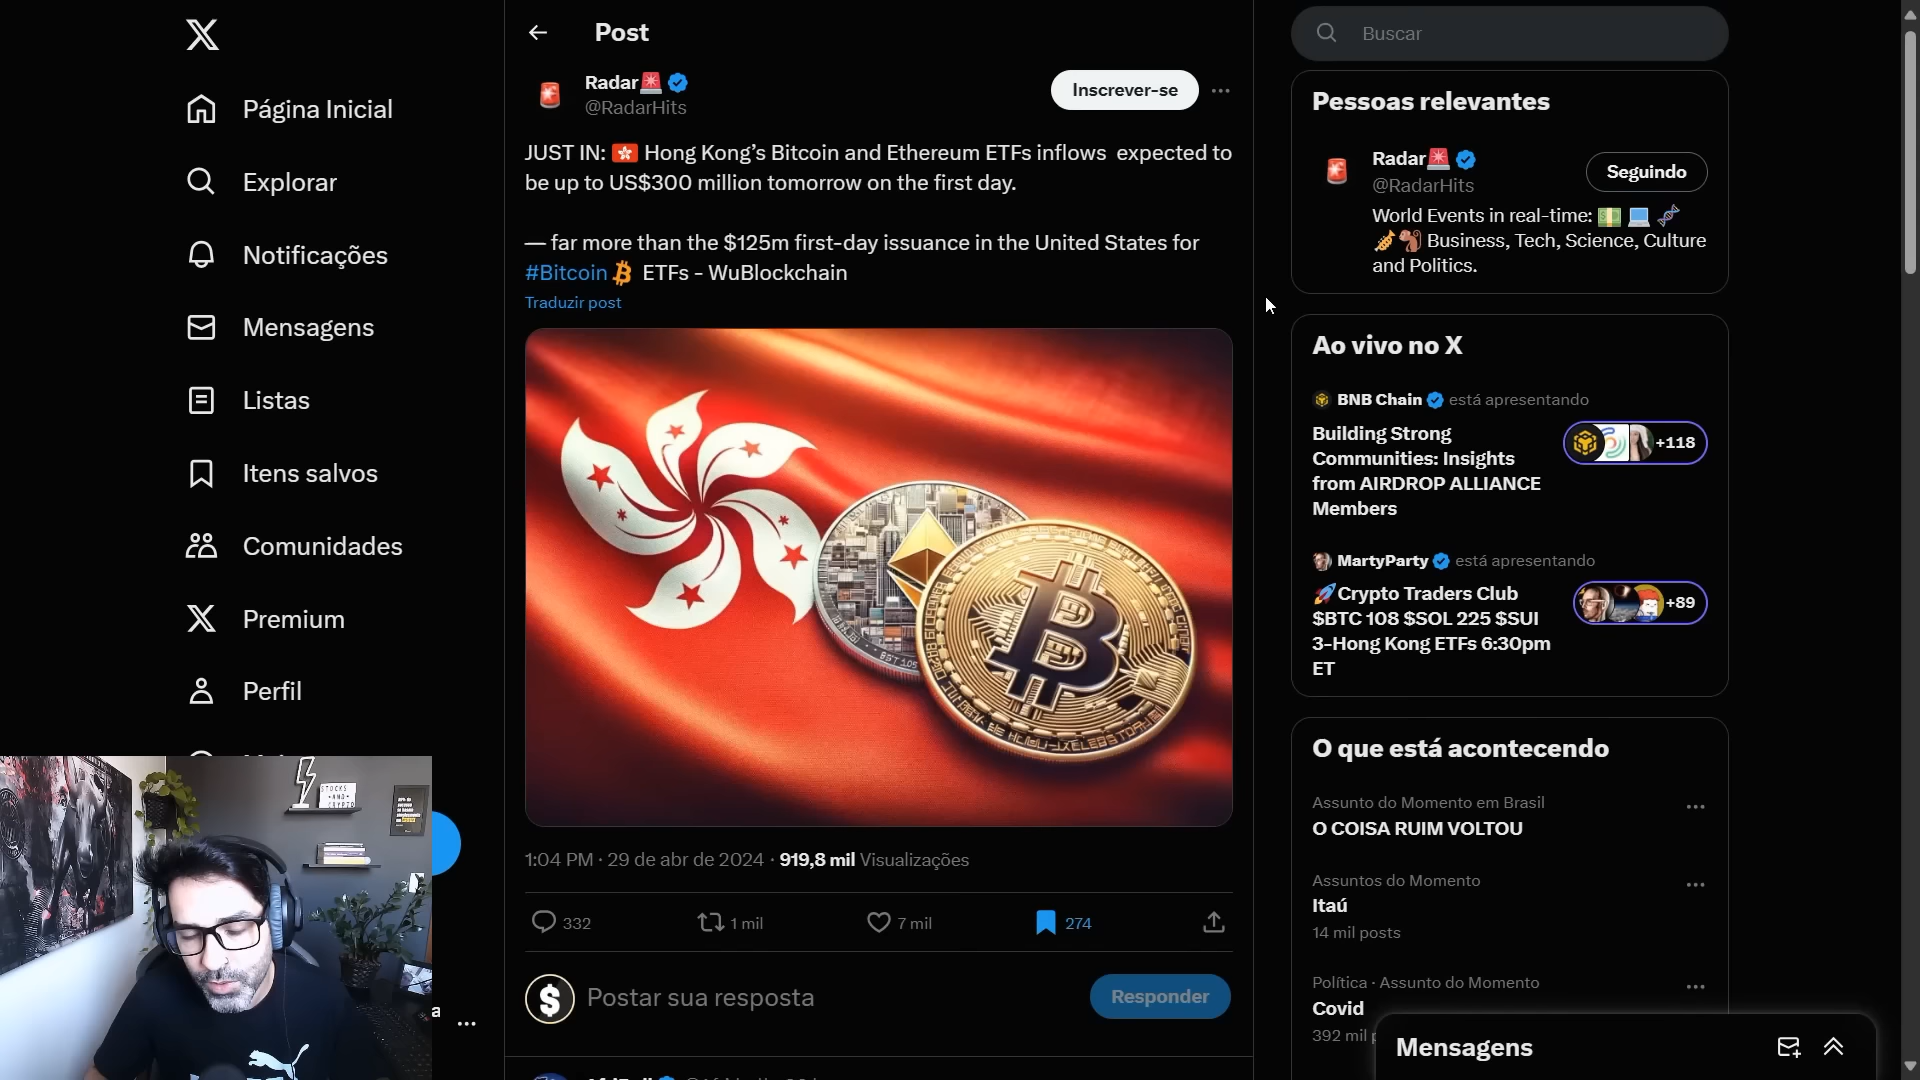 Post
Buscar
Página Inicial
Explorar
Notificações
Mensagens
Listas
Itens salvos
Comunidades
Premium
Perfil
Radar
@RadarHits
Inscrever-se
JUST IN: Hong Kong’s Bitcoin and Ethereum ETFs inflows expected to
be up to US$300 million tomorrow on the first day.
— far more than the $125m first-day issuance in the United States for
#Bitcoin ETFs - WuBlockchain
Traduzir post
1:04 PM · 29 de abr de 2024 · 919,8 mil Visualizações
332
1 mil
7 mil
274
Postar sua resposta
Responder
Pessoas relevantes
Radar
@RadarHits
Seguindo
World Events in real-time:
Business, Tech, Science, Culture
and Politics.
Ao vivo no X
BNB Chain está apresentando
Building Strong
Communities: Insights
from AIRDROP ALLIANCE
Members
+118
MartyParty está apresentando
Crypto Traders Club
$BTC 108 $SOL 225 $SUI
3-Hong Kong ETFs 6:30pm
ET
+89
O que está acontecendo
Assunto do Momento em Brasil
O COISA RUIM VOLTOU
Assuntos do Momento
Itaú
14 mil posts
Política · Assunto do Momento
Covid
392 mil
Mensagens
STOCKS
AND
CRYPTO